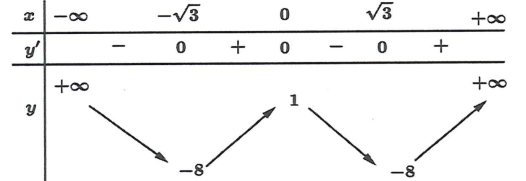 x −∞ −√3 0 √3 +∞
y′ − 0 + 0 − 0 +
+∞ +∞
y 1
−8 −8